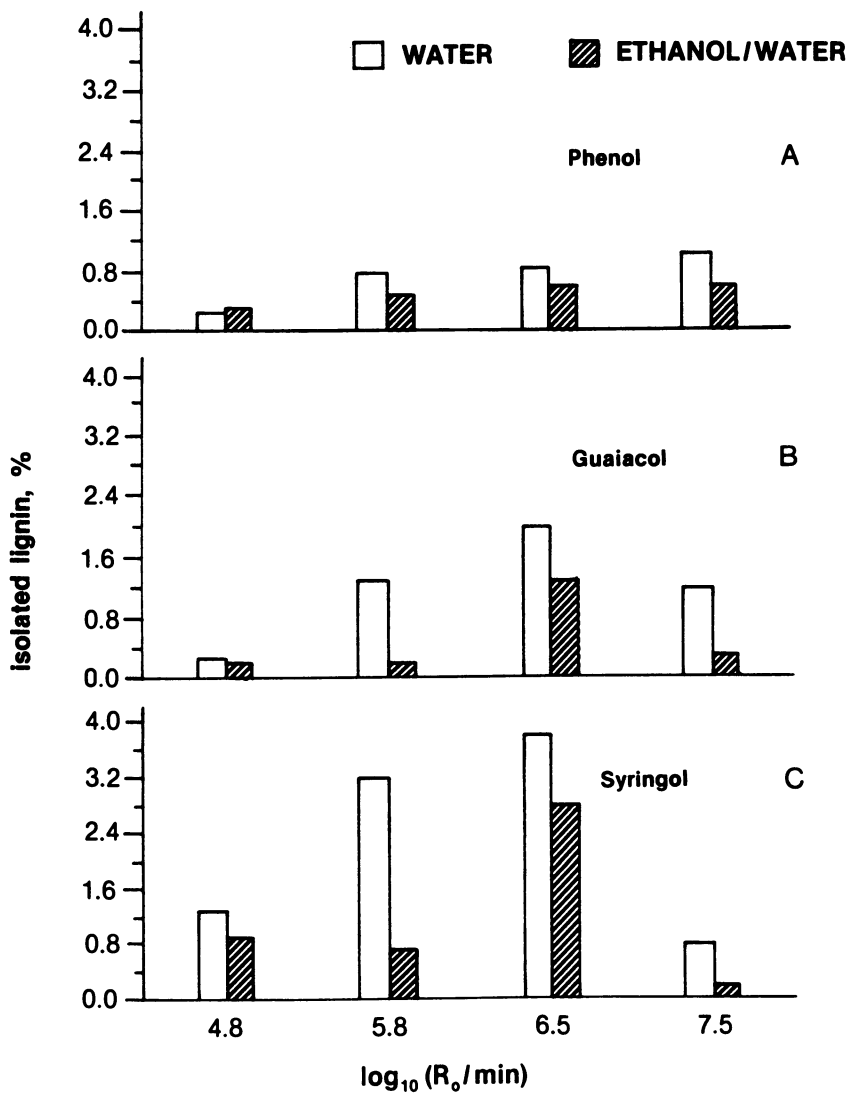 4.0
WATER ETHANOL/WATER
3.2
2.4
Phenol A
1.6
0.8
0.0
4.0
3.2
Guaiacol B
2.4
1.6
0.8
0.0
isolated lignin, %
4.0
3.2
Syringol C
2.4
1.6
0.8
0.0
4.8 5.8 6.5 7.5
log₁₀ (Rₒ/min)